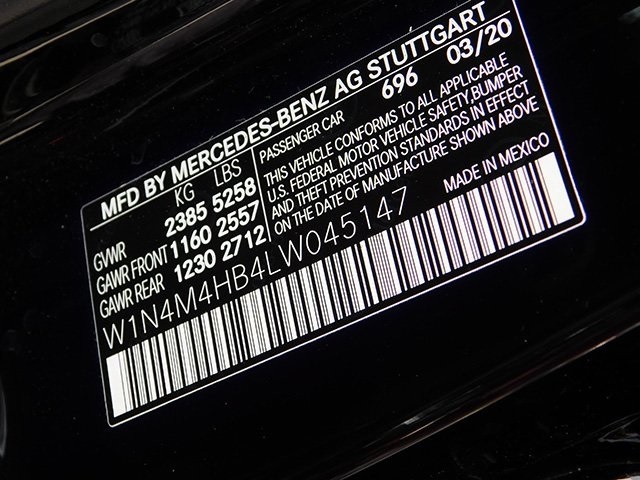 MFD BY MERCEDES-BENZ AG STUTTGART
KG LBS
GVWR 2385 5258
GAWR FRONT 1160 2557
GAWR REAR 1230 2712
696 03/20
PASSENGER CAR
THIS VEHICLE CONFORMS TO ALL APPLICABLE
U.S. FEDERAL MOTOR VEHICLE SAFETY, BUMPER
AND THEFT PREVENTION STANDARDS IN EFFECT
ON THE DATE OF MANUFACTURE SHOWN ABOVE
W1N4M4HB4LW045147
MADE IN MEXICO